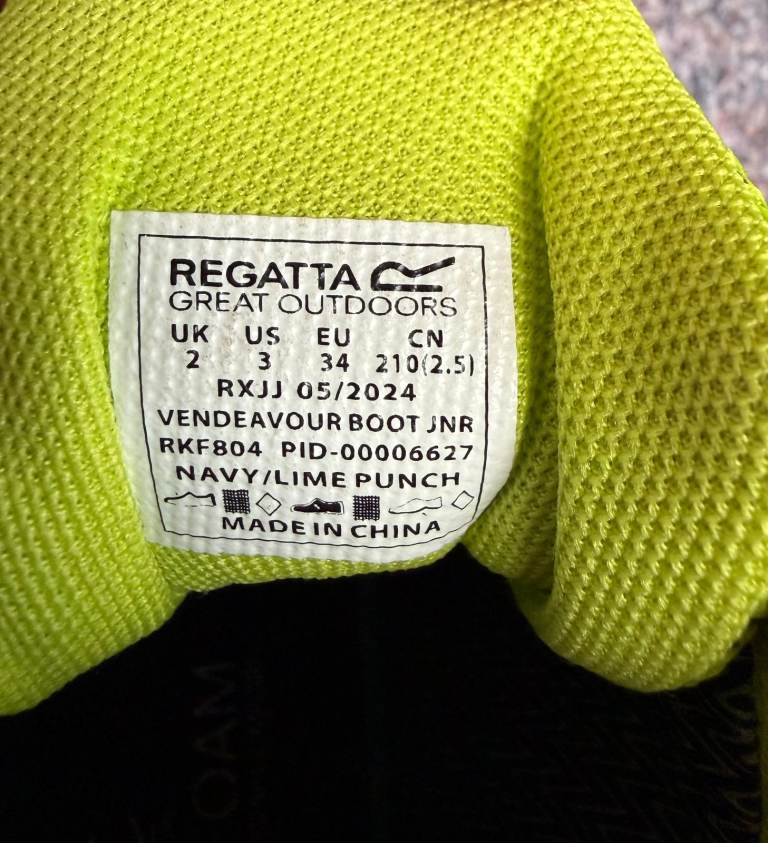 REGATTA
GREAT OUTDOORS
UK US EU CN
2 3 34 210(2.5)
RXJJ 05/2024
VENDEAVOUR BOOT JNR
RKF804 PID-00006627
NAVY/LIME PUNCH
MADE IN CHINA
OAM